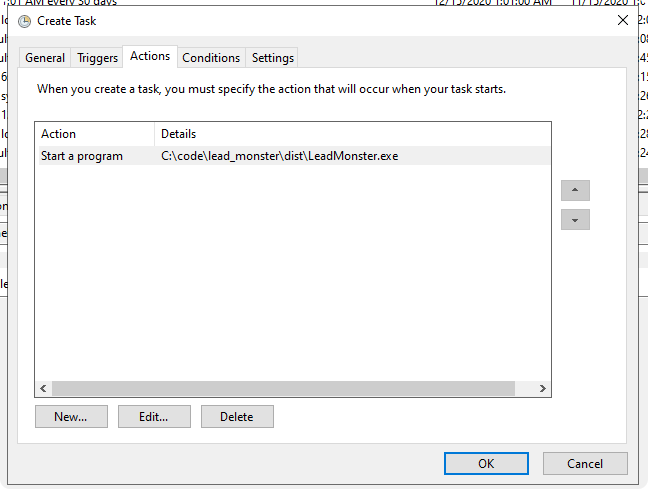 7:01 AM every 30 days 12/15/2020 1:01:00 AM 11/15/2020 1:0
Create Task
General Triggers Actions Conditions Settings
When you create a task, you must specify the action that will occur when your task starts.
Action Details
Start a program C:\code\lead_monster\dist\LeadMonster.exe
New... Edit... Delete
OK Cancel